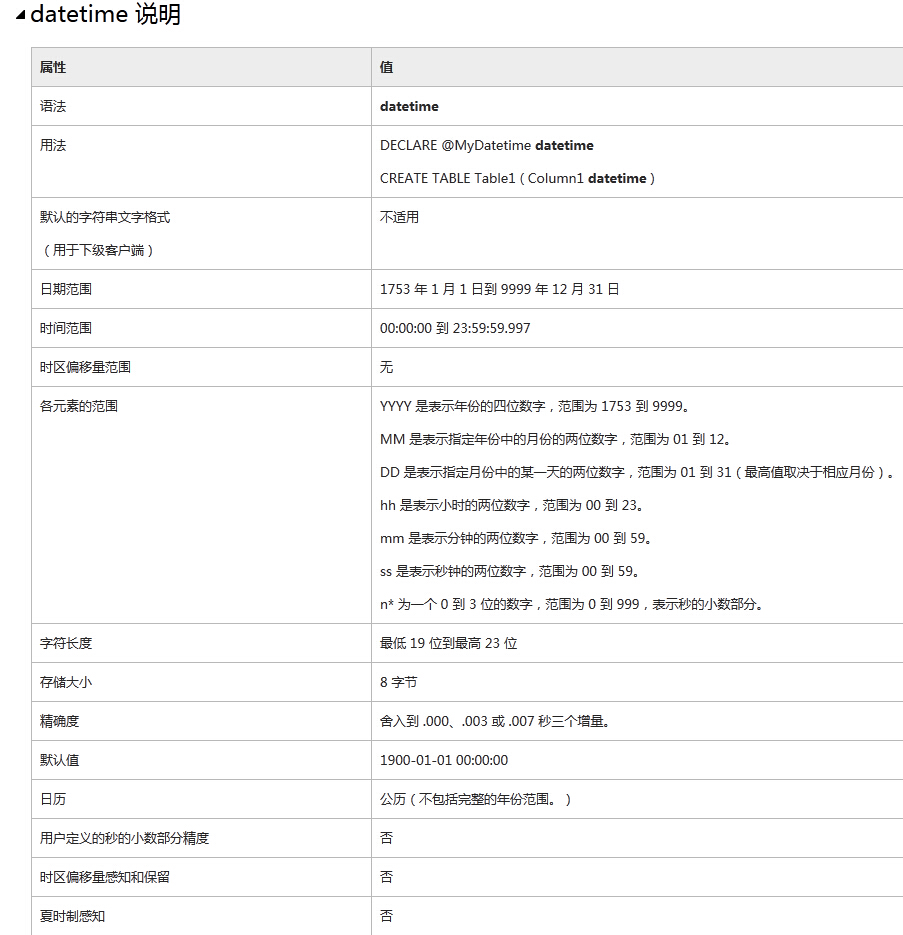 datetime 说明
属性 值
语法 datetime
用法 DECLARE @MyDatetime datetime
CREATE TABLE Table1 ( Column1 datetime )
默认的字符串文字格式 不适用
（用于下级客户端）
日期范围 1753 年 1 月 1 日到 9999 年 12 月 31 日
时间范围 00:00:00 到 23:59:59.997
时区偏移量范围 无
各元素的范围 YYYY 是表示年份的四位数字，范围为 1753 到 9999。
MM 是表示指定年份中的月份的两位数字，范围为 01 到 12。
DD 是表示指定月份中的某一天的两位数字，范围为 01 到 31（最高值取决于相应月份）。
hh 是表示小时的两位数字，范围为 00 到 23。
mm 是表示分钟的两位数字，范围为 00 到 59。
ss 是表示秒钟的两位数字，范围为 00 到 59。
n* 为一个 0 到 3 位的数字，范围为 0 到 999，表示秒的小数部分。
字符长度 最低 19 位到最高 23 位
存储大小 8 字节
精确度 舍入到 .000、.003 或 .007 秒三个增量。
默认值 1900-01-01 00:00:00
日历 公历（不包括完整的年份范围。）
用户定义的秒的小数部分精度 否
时区偏移量感知和保留 否
夏时制感知 否